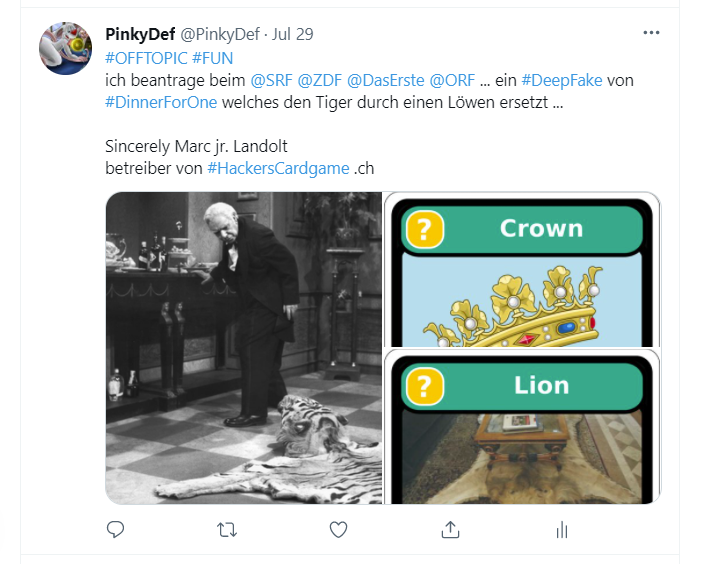 PinkyDef @PinkyDef · Jul 29
#OFFTOPIC #FUN
ich beantrage beim @SRF @ZDF @DasErste @ORF ... ein #DeepFake von
#DinnerForOne welches den Tiger durch einen Löwen ersetzt ...
Sincerely Marc jr. Landolt
betreiber von #HackersCardgame .ch
? Crown
? Lion